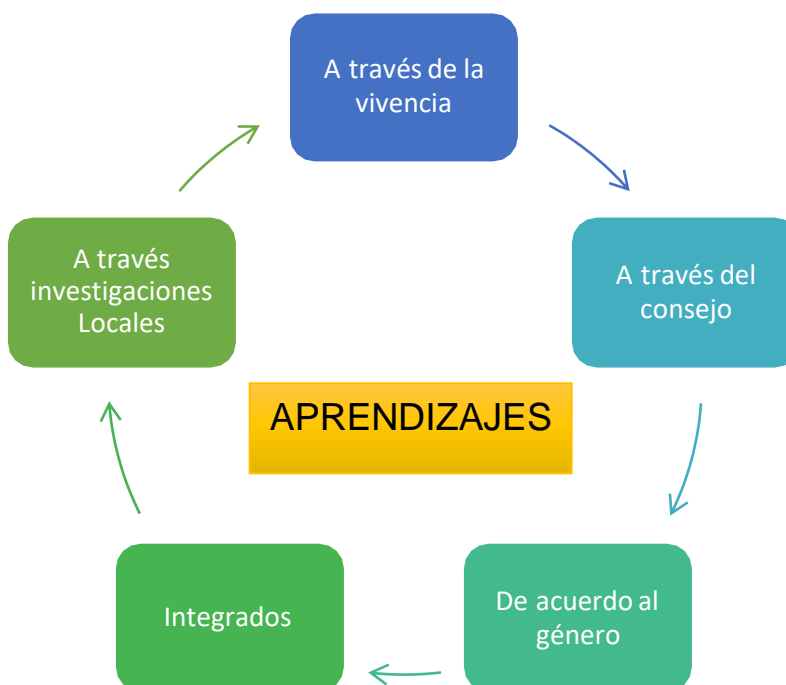 A través de la
vivencia
A través del
consejo
De acuerdo al
género
Integrados
A través
investigaciones
Locales
APRENDIZAJES